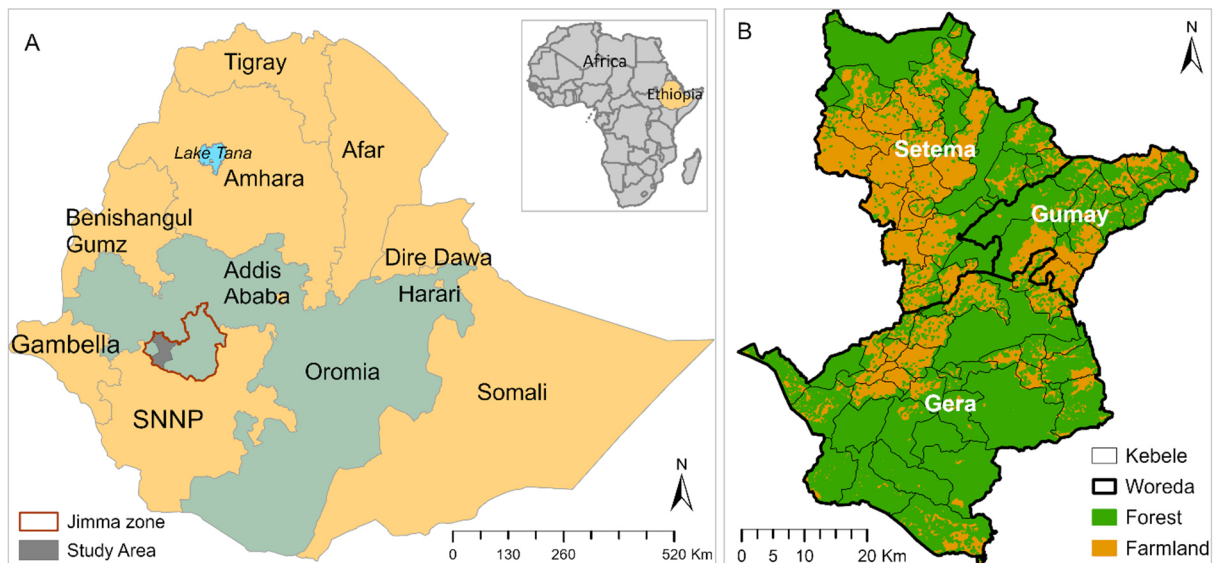 A
Africa
Ethiopia
Tigray
Lake Tana
Amhara
Afar
Benishangul
Gumz
Addis
Ababa
Dire Dawa
Harari
Gambella
Oromia
Somali
SNNP
N
Jimma zone
Study Area
0 130 260 520 Km
B
N
Setema
Gumay
Gera
Kebele
Woreda
Forest
Farmland
0 5 10 20 Km